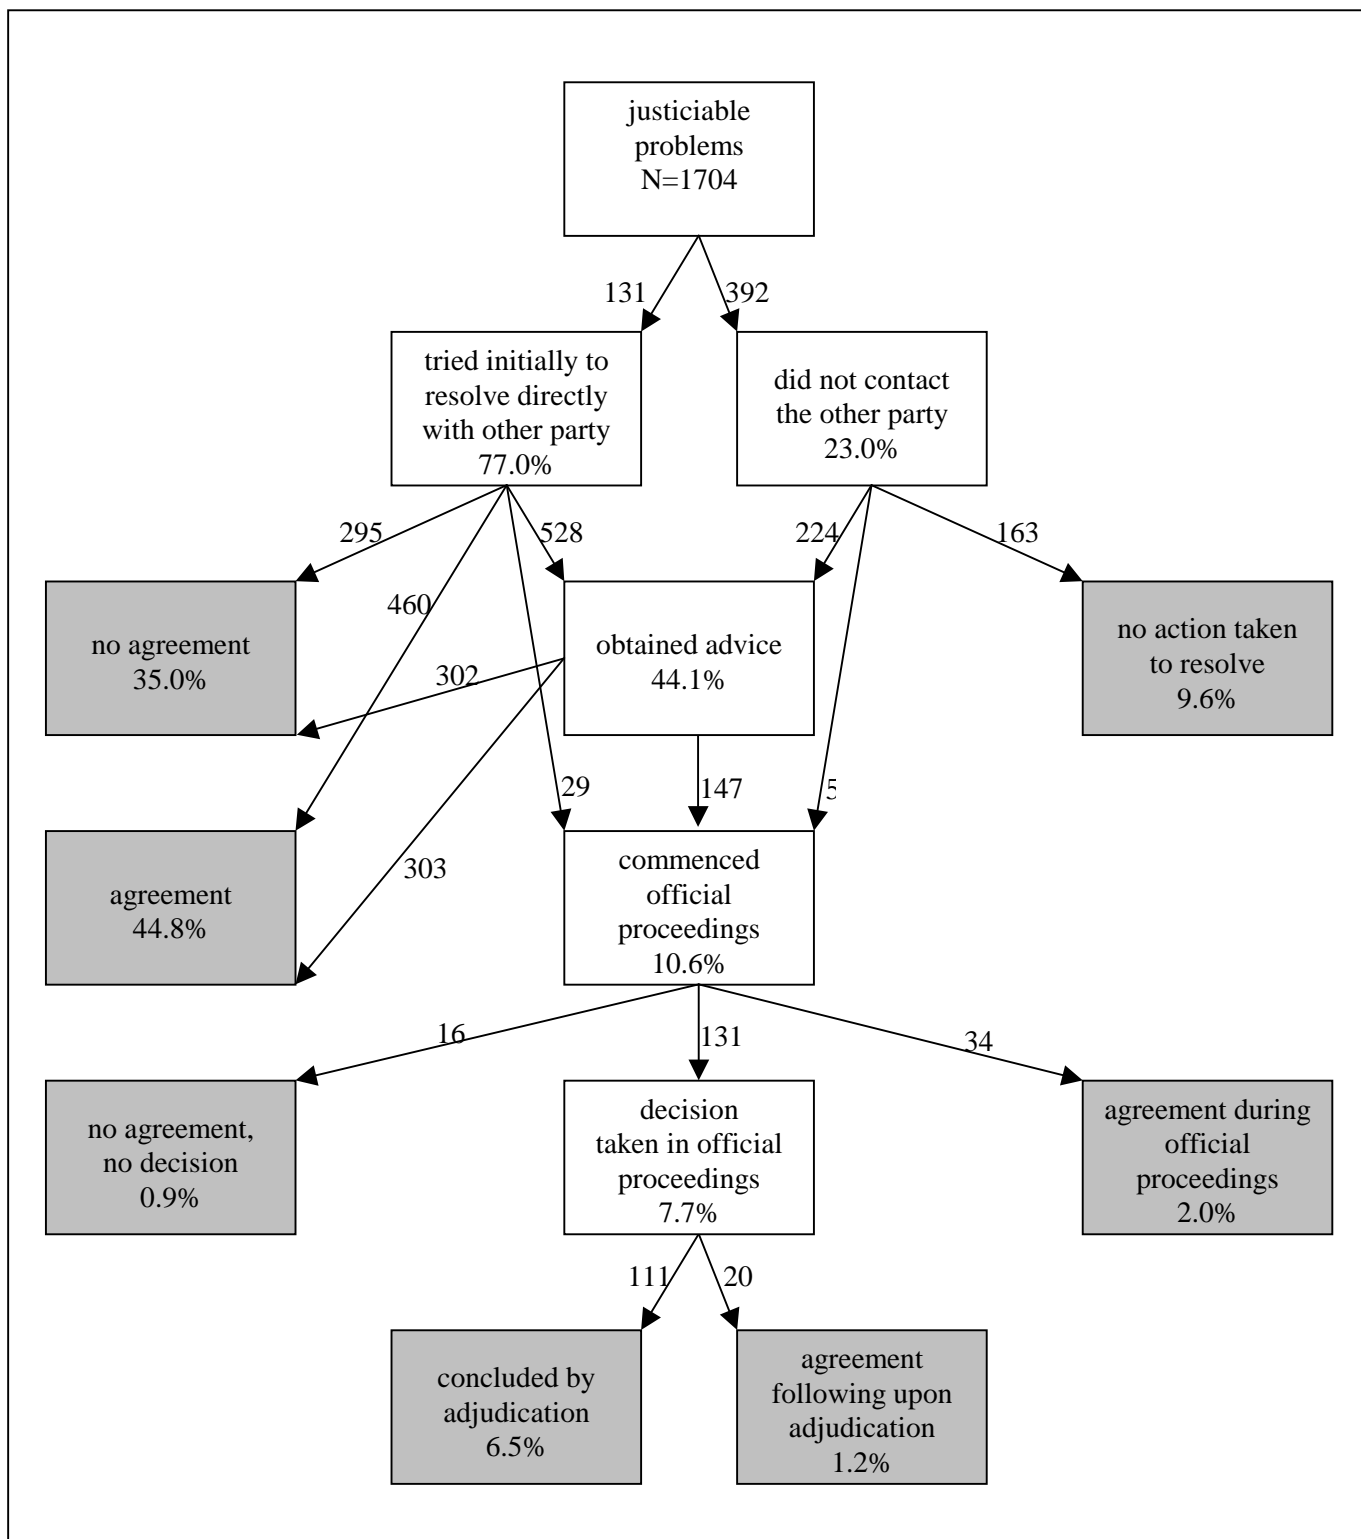 justiciable
problems
N=1704
131
392
tried initially to
resolve directly
with other party
77.0%
did not contact
the other party
23.0%
295
528
224
163
460
no agreement
35.0%
obtained advice
44.1%
no action taken
to resolve
9.6%
302
29
147
5
303
agreement
44.8%
commenced
official
proceedings
10.6%
16
131
34
no agreement,
no decision
0.9%
decision
taken in official
proceedings
7.7%
agreement during
official
proceedings
2.0%
111
20
concluded by
adjudication
6.5%
agreement
following upon
adjudication
1.2%